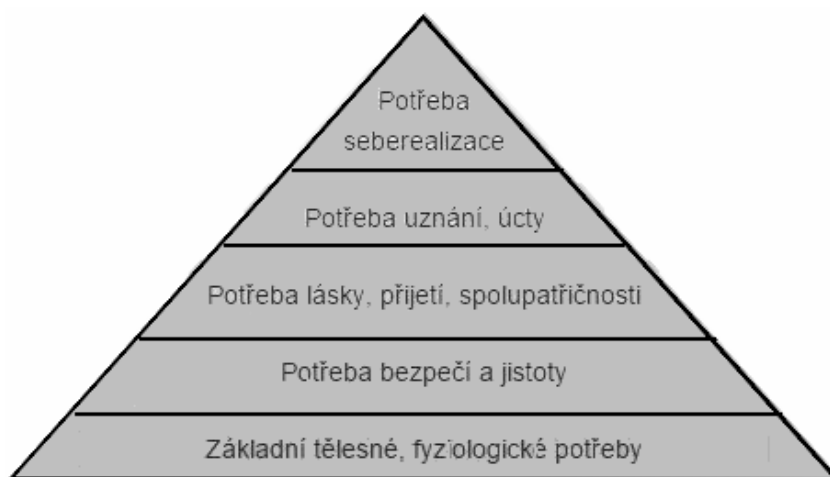 Potřeba
seberealizace
Potřeba uznání, úcty
Potřeba lásky, přijetí, spolupatřičnosti
Potřeba bezpečí a jistoty
Základní tělesné, fyziologické potřeby